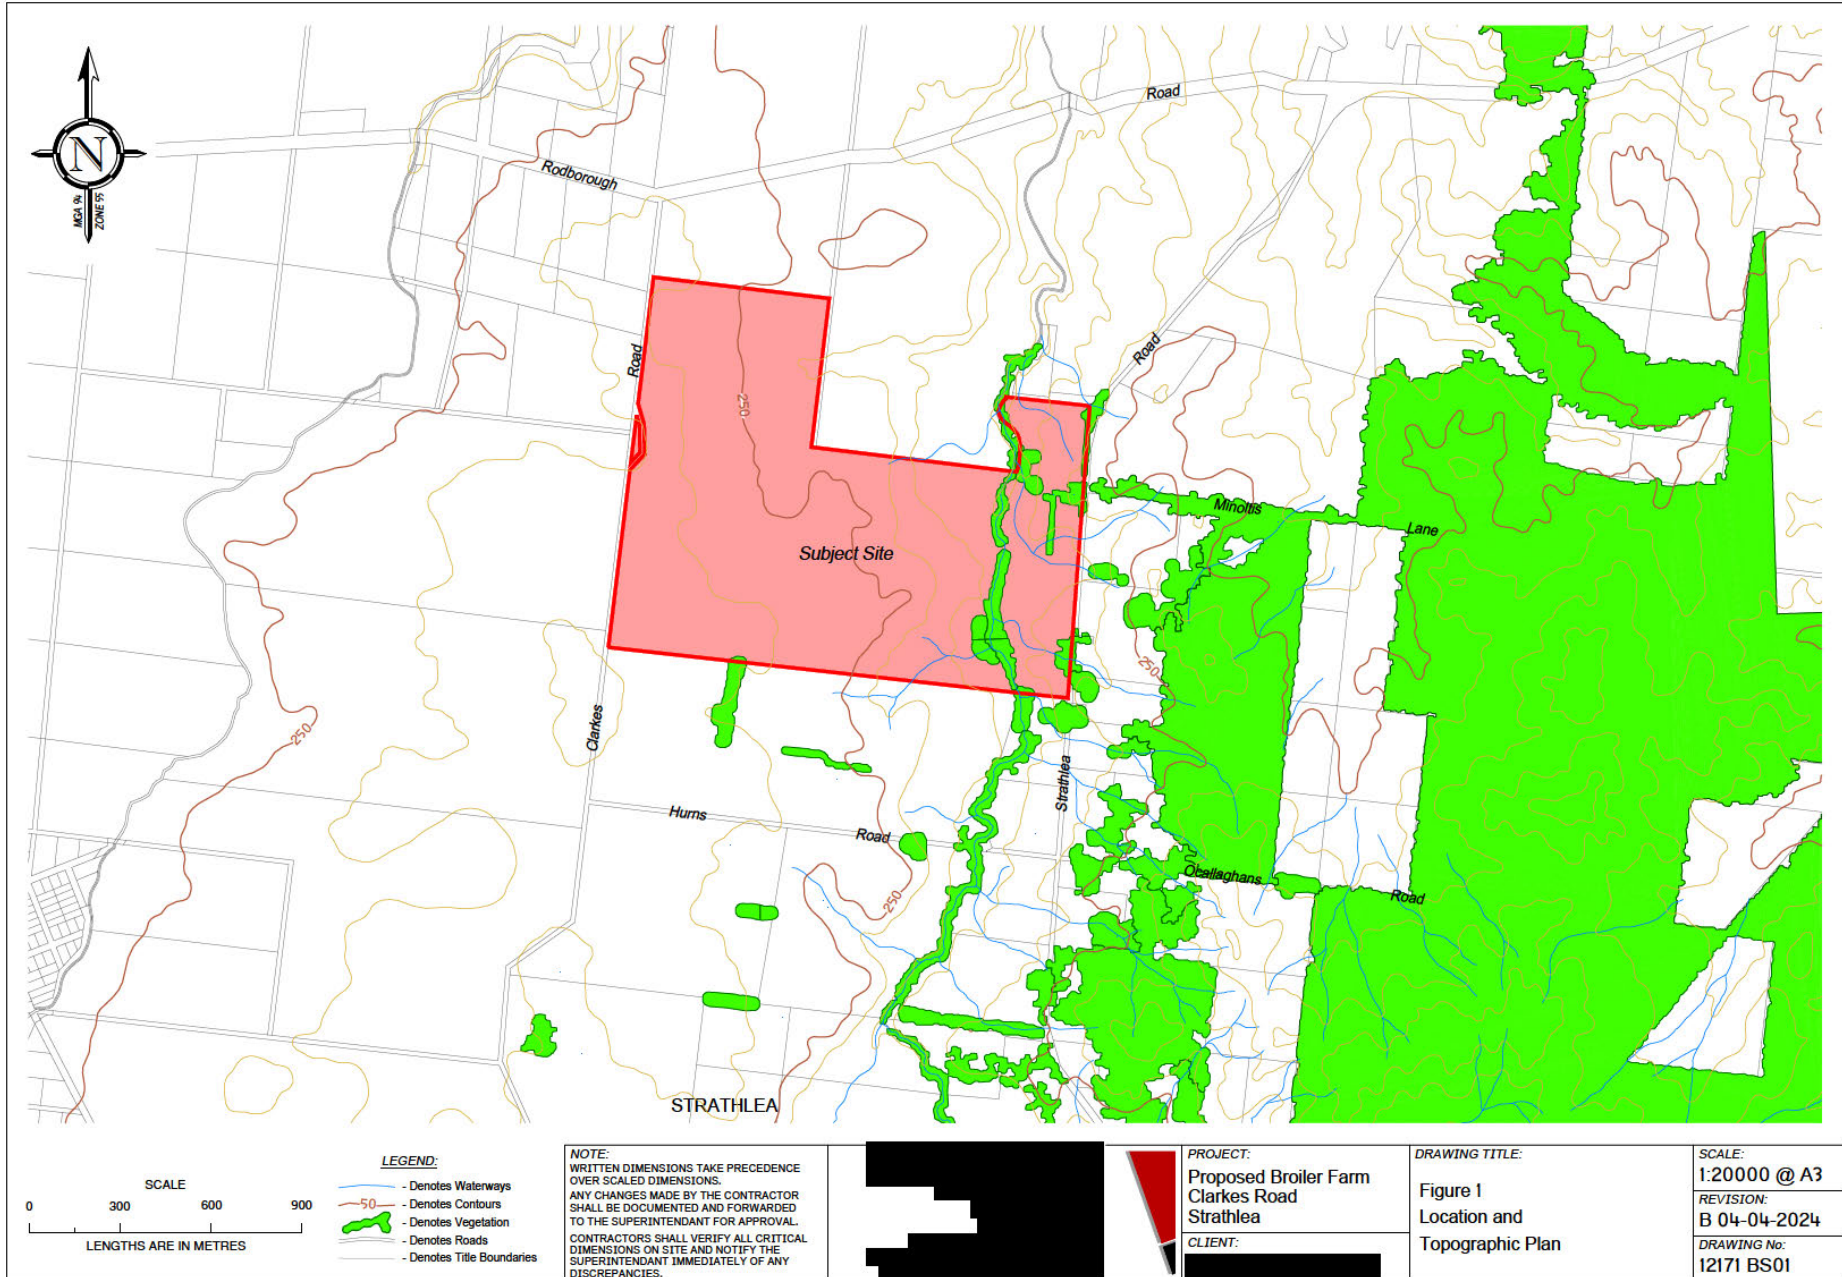 Road
Rodborough
N
MGA 94
ZONE 55
Road
Road
250
Minoltis
Lane
Subject Site
250
Clarkes
250
Strathlea
Hurns
Road
Ocallaghans
Road
250
STRATHLEA
SCALE
0 300 600 900
LENGTHS ARE IN METRES
LEGEND:
- Denotes Waterways
50 - Denotes Contours
- Denotes Vegetation
- Denotes Roads
- Denotes Title Boundaries
NOTE:
WRITTEN DIMENSIONS TAKE PRECEDENCE
OVER SCALED DIMENSIONS.
ANY CHANGES MADE BY THE CONTRACTOR
SHALL BE DOCUMENTED AND FORWARDED
TO THE SUPERINTENDANT FOR APPROVAL.
CONTRACTORS SHALL VERIFY ALL CRITICAL
DIMENSIONS ON SITE AND NOTIFY THE
SUPERINTENDANT IMMEDIATELY OF ANY
DISCREPANCIES.
PROJECT:
Proposed Broiler Farm
Clarkes Road
Strathlea
CLIENT:
DRAWING TITLE:
Figure 1
Location and
Topographic Plan
SCALE:
1:20000 @ A3
REVISION:
B 04-04-2024
DRAWING No:
12171 BS01